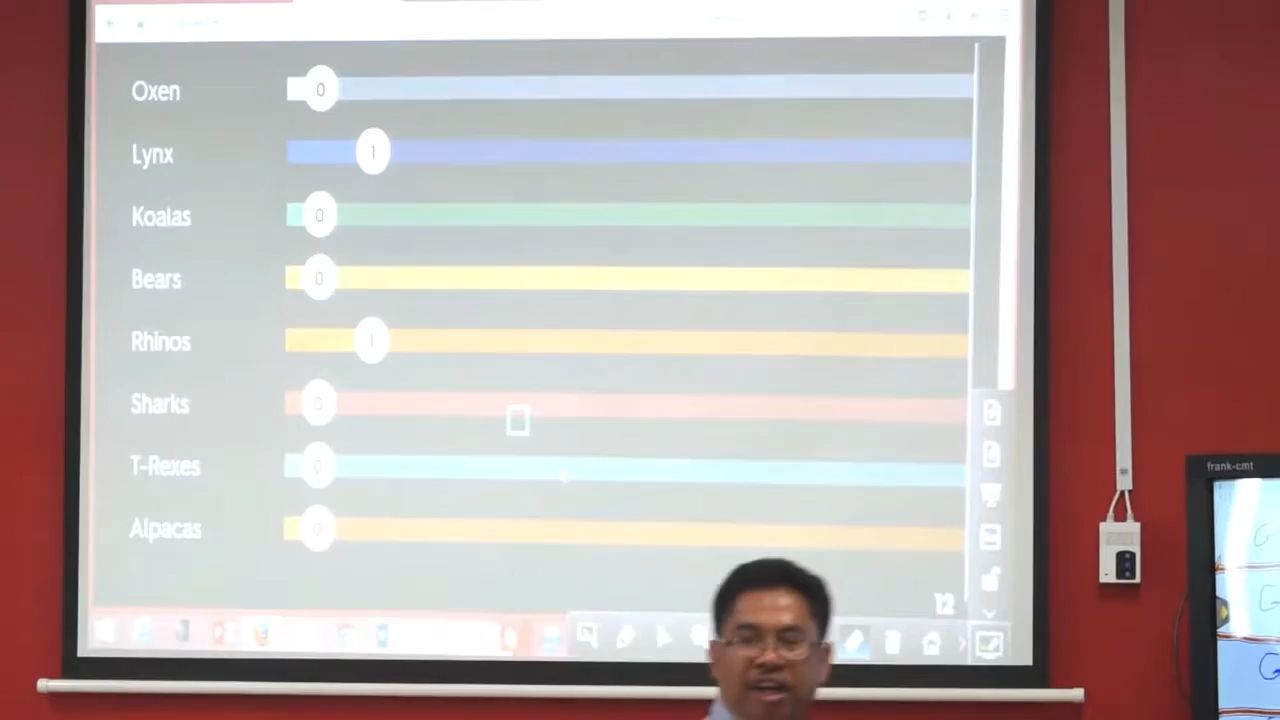 Oxen 0
Lynx 1
Koalas 0
Bears 0
Rhinos 1
Sharks 0
T-Rexes 0
Alpacas 0
12
frank-cmt
G
G
G